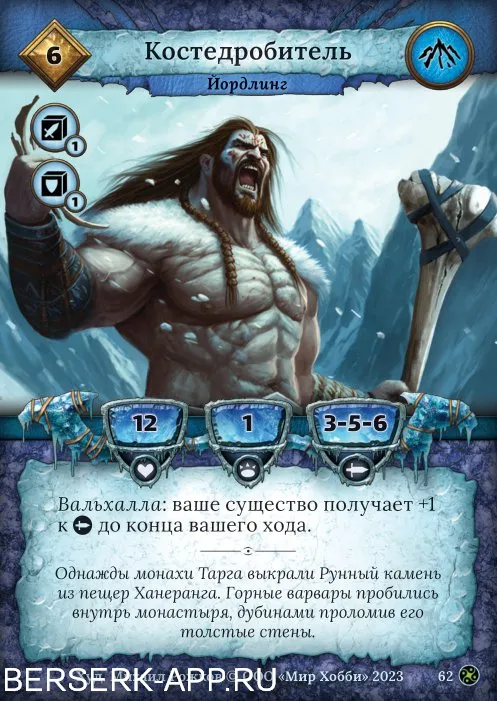 6
Костедробитель
Йордлинг
1
1
12
1
3-5-6
Вальхалла: ваше существо получает +1
к до конца вашего хода.
Однажды монахи Тарга выкрали Рунный камень
из пещер Ханеранга. Горные варвары пробились
внутрь монастыря, дубинами проломив его
толстые стены.
© ООО «Мир Хобби» 2023
62
BERSERK-APP.RU